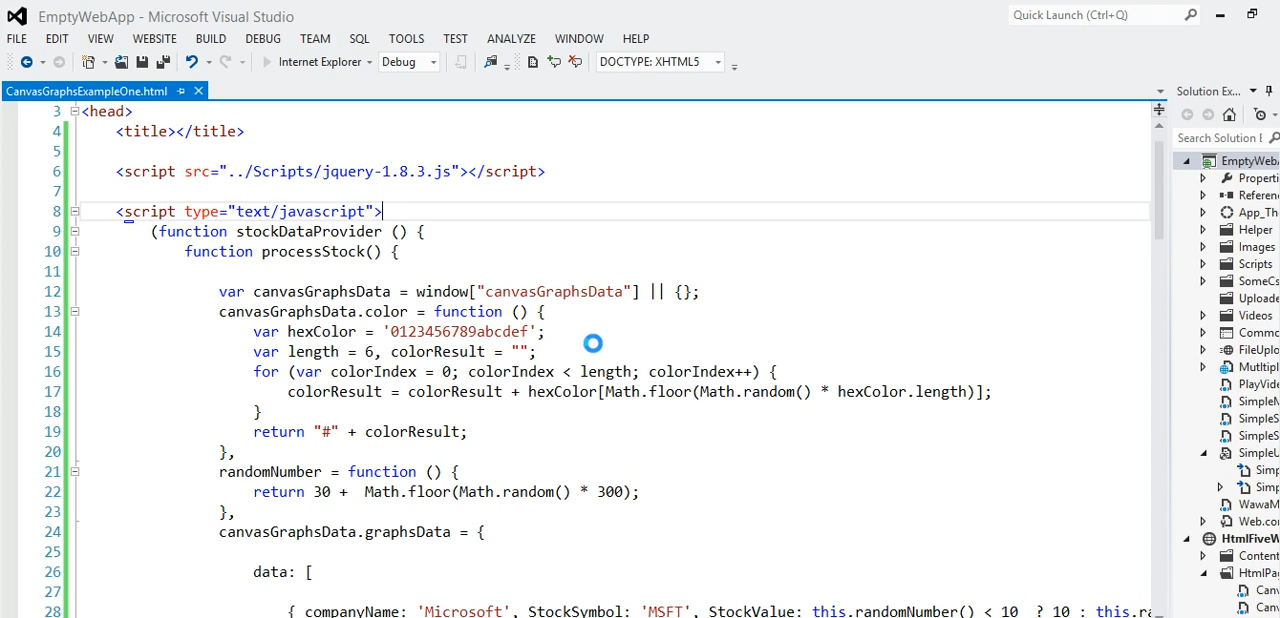 EmptyWebApp - Microsoft Visual Studio
Quick Launch (Ctrl+Q)
FILE EDIT VIEW WEBSITE BUILD DEBUG TEAM SQL TOOLS TEST ANALYZE WINDOW HELP
Internet Explorer Debug DOCTYPE: XHTML5
CanvasGraphsExampleOne.html
3 <head>
4 <title></title>
5
6 <script src="../Scripts/jquery-1.8.3.js"></script>
7
8 <script type="text/javascript">
9 (function stockDataProvider () {
10 function processStock() {
11
12 var canvasGraphsData = window["canvasGraphsData"] || {};
13 canvasGraphsData.color = function () {
14 var hexColor = '0123456789abcdef';
15 var length = 6, colorResult = "";
16 for (var colorIndex = 0; colorIndex < length; colorIndex++) {
17 colorResult = colorResult + hexColor[Math.floor(Math.random() * hexColor.length)];
18 }
19 return "#" + colorResult;
20 },
21 randomNumber = function () {
22 return 30 + Math.floor(Math.random() * 300);
23 },
24 canvasGraphsData.graphsData = {
25
26 data: [
27
28 { companyName: 'Microsoft', StockSymbol: 'MSFT', StockValue: this.randomNumber() < 10 ? 10 : this.ra
Solution Ex...
Search Solution E
EmptyWebA
Properti
Referen
App_Th
Helper
Images
Scripts
SomeCs
Uploade
Videos
Commo
FileUplo
MutItipl
PlayVide
SimpleM
SimpleS
SimpleS
SimpleU
Simp
Simp
WawaM
Web.co
HtmlFiveW
Content
HtmlPag
Canv
Canv